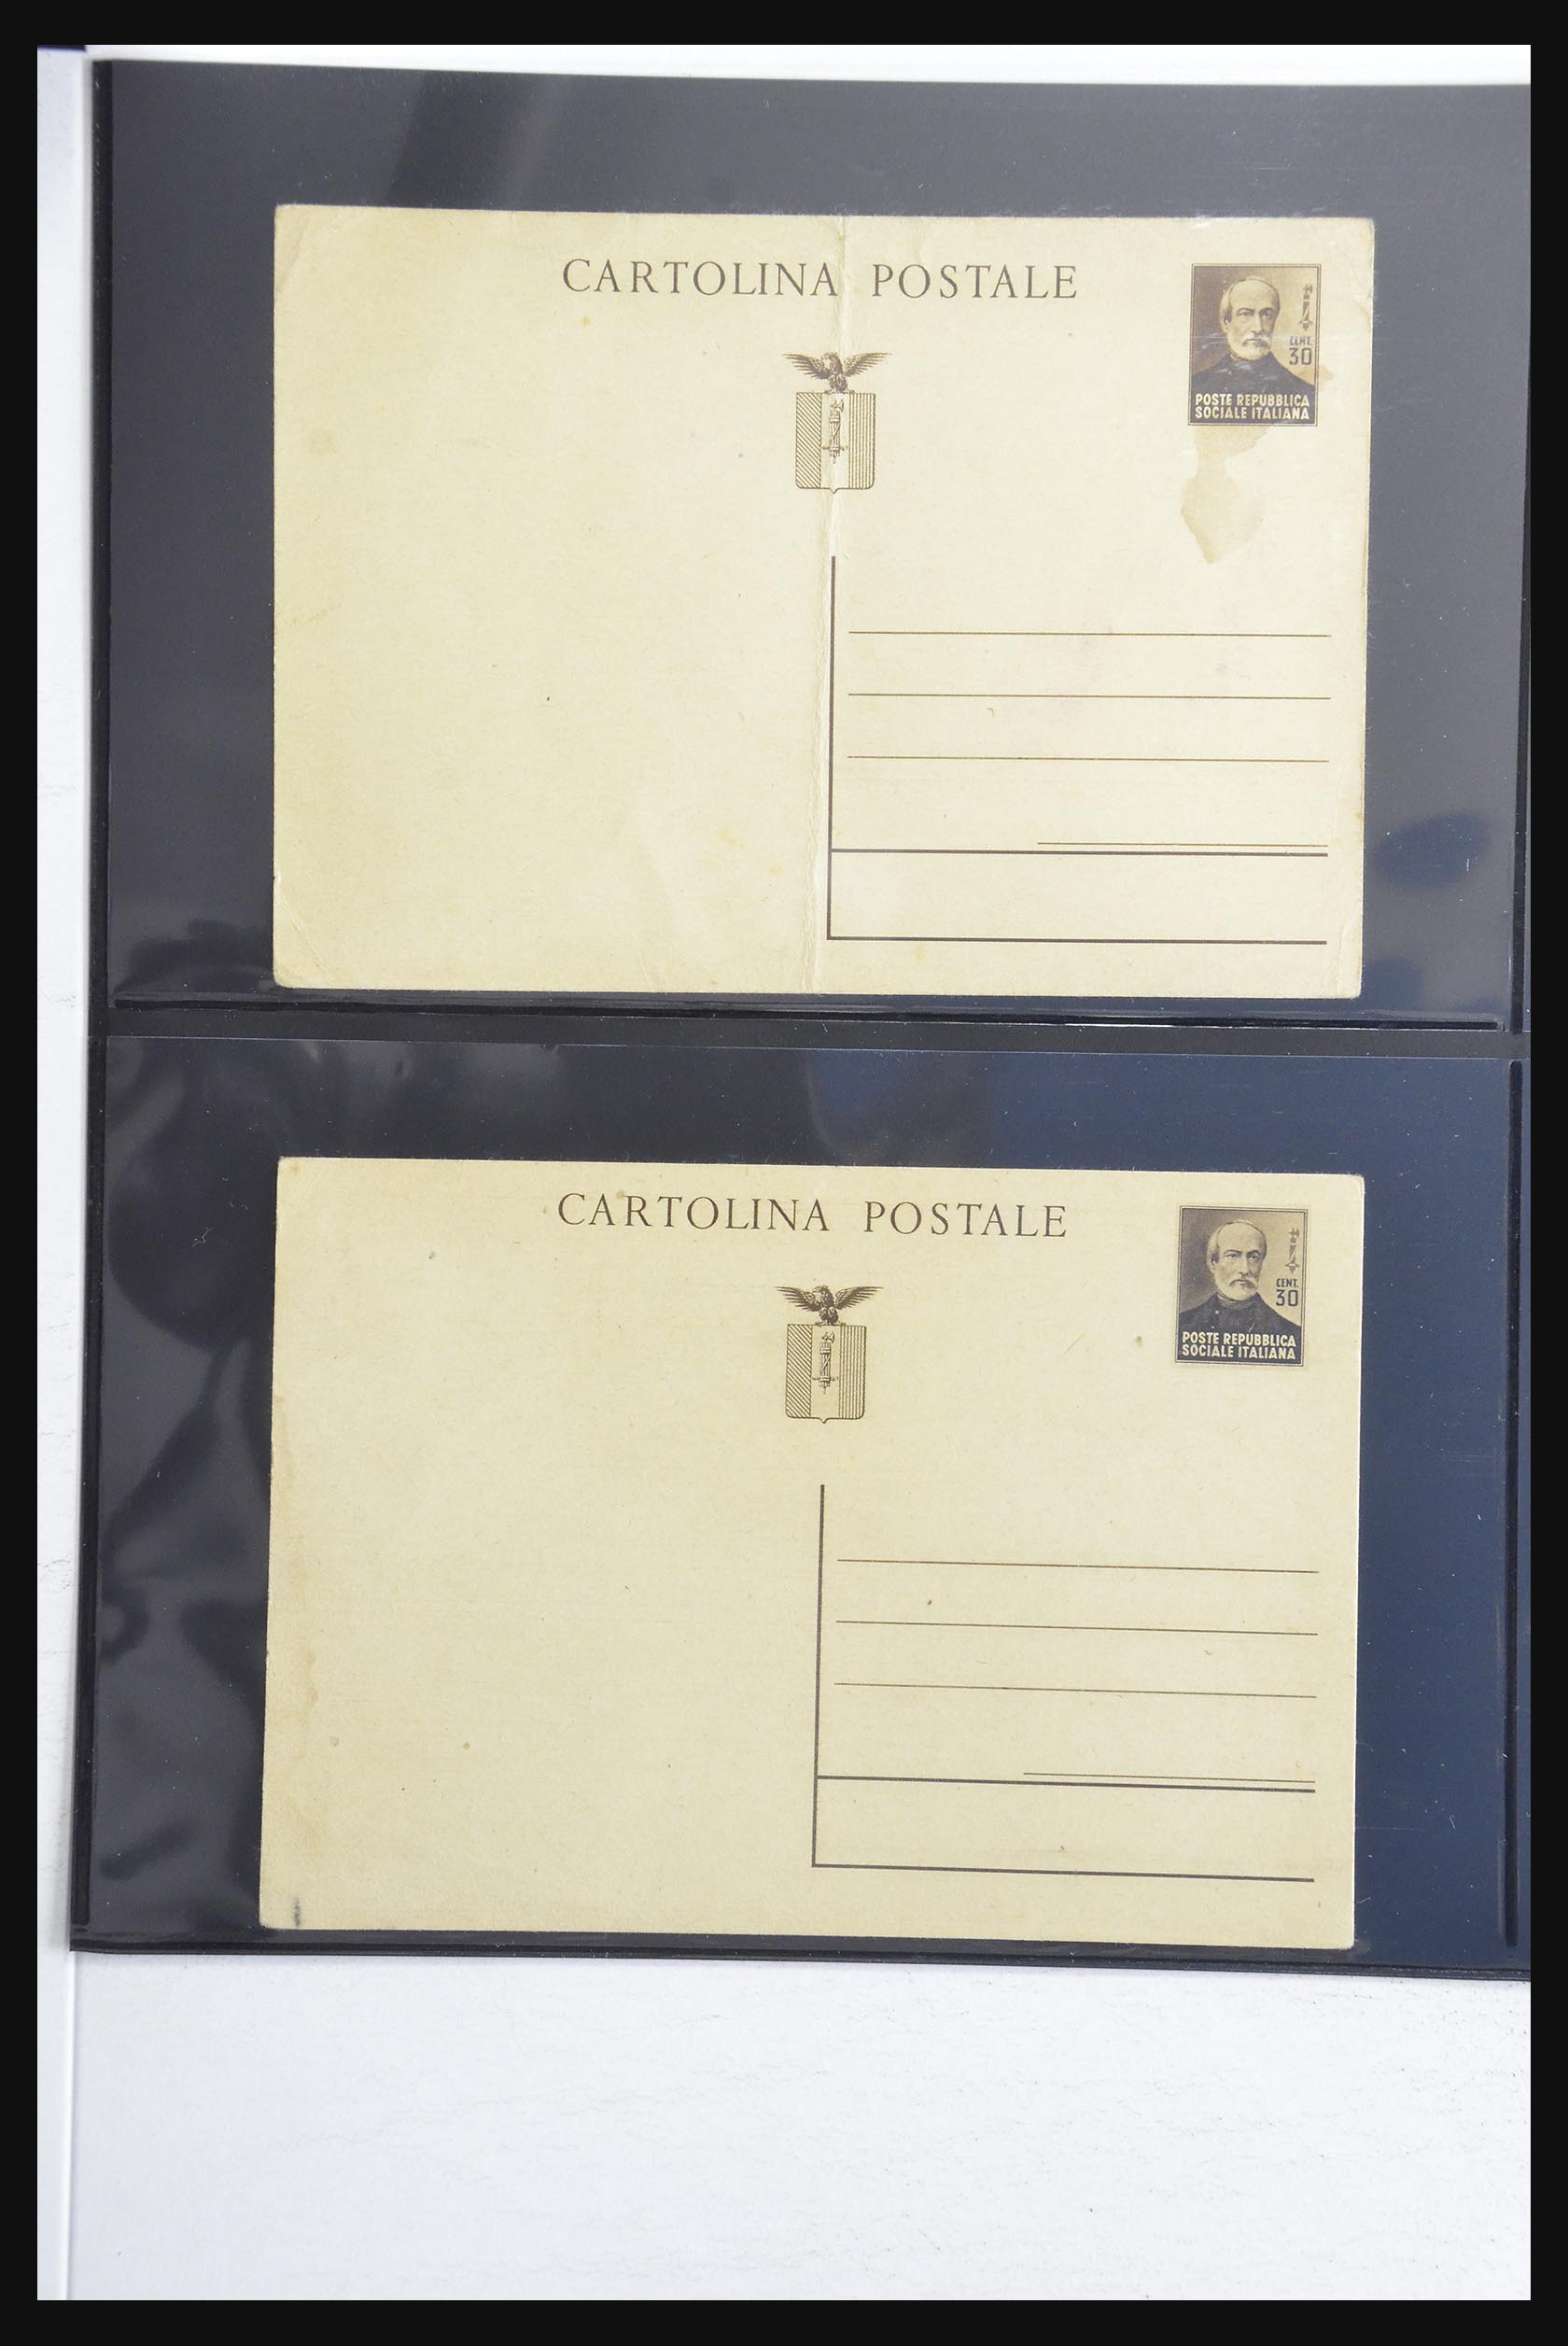 CARTOLINA POSTALE
CENT.
30
POSTE REPUBBLICA
SOCIALE ITALIANA
CARTOLINA POSTALE
CENT.
30
POSTE REPUBBLICA
SOCIALE ITALIANA